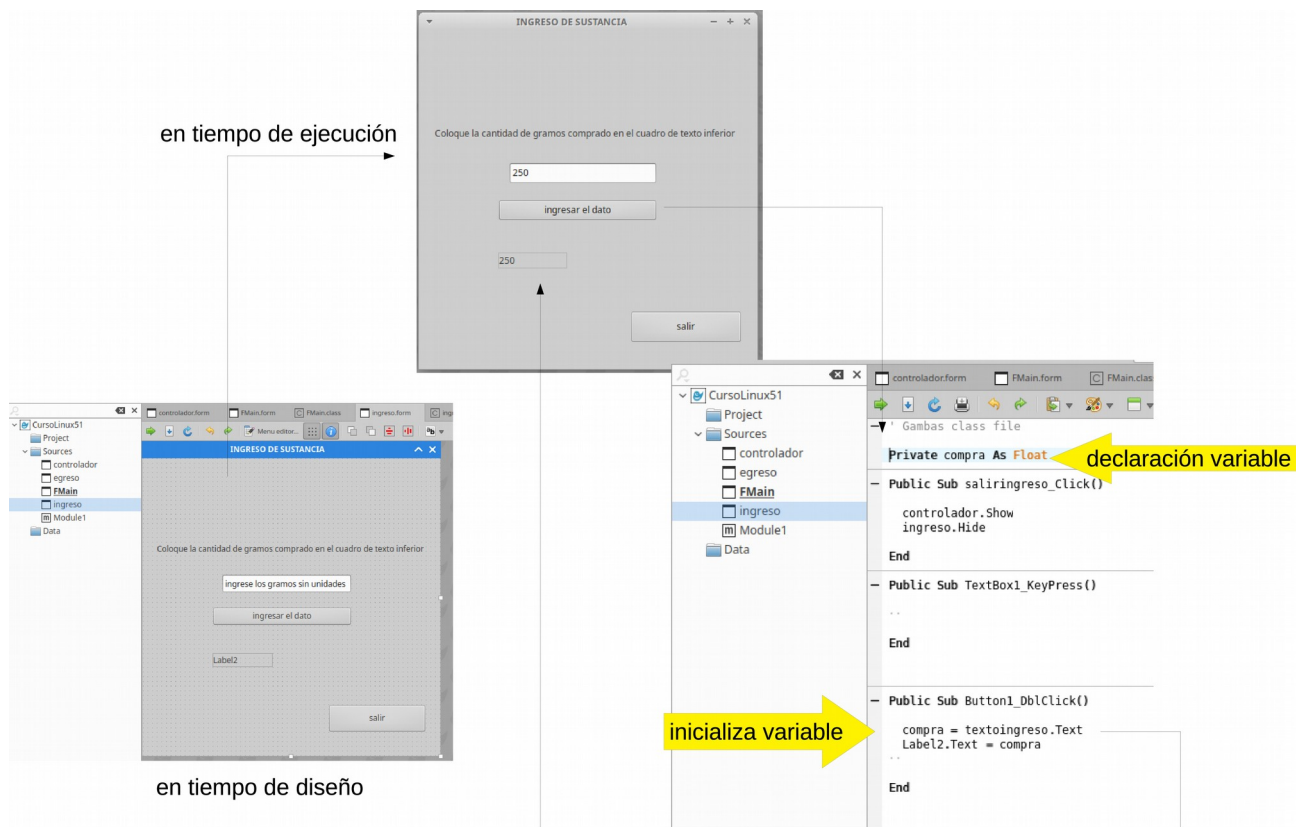 INGRESO DE SUSTANCIA
en tiempo de ejecución
Coloque la cantidad de gramos comprado en el cuadro de texto inferior
250
ingresar el dato
250
salir
controlador.form FMain.form FMain.class ingreso.form
CursoLinux51
Project
Sources
controlador
egreso
FMain
ingreso
Module1
Data
Menu editor...
INGRESO DE SUSTANCIA
Coloque la cantidad de gramos comprado en el cuadro de texto inferior
ingrese los gramos sin unidades
ingresar el dato
Label2
salir
en tiempo de diseño
CursoLinux51
Project
Sources
controlador
egreso
FMain
ingreso
Module1
Data
controlador.form FMain.form FMain.clas
' Gambas class file
Private compra As Float
declaración variable
Public Sub saliringreso_Click()
controlador.Show
ingreso.Hide
End
Public Sub TextBox1_KeyPress()
End
Public Sub Button1_DblClick()
inicializa variable
compra = textoingreso.Text
Label2.Text = compra
End